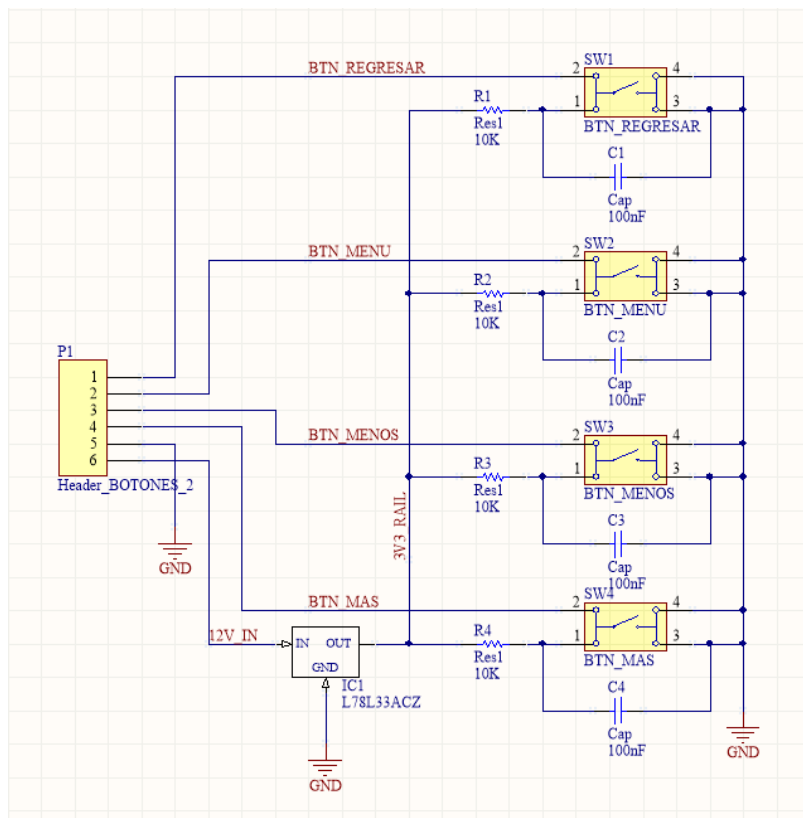 SW1
BTN_REGRESAR
2
4
R1
1
3
Res1
10K
BTN_REGRESAR
C1
Cap
100nF
SW2
BTN_MENU
2
4
R2
1
3
Res1
10K
BTN_MENU
C2
Cap
100nF
P1
1
2
3
4
5
6
Header_BOTONES_2
GND
SW3
BTN_MENOS
2
4
R3
1
3
Res1
10K
BTN_MENOS
3V3_RAIL
C3
Cap
100nF
SW4
BTN_MAS
2
4
12V_IN
IN
OUT
GND
IC1
L78L33ACZ
GND
R4
1
3
Res1
10K
BTN_MAS
C4
Cap
100nF
GND